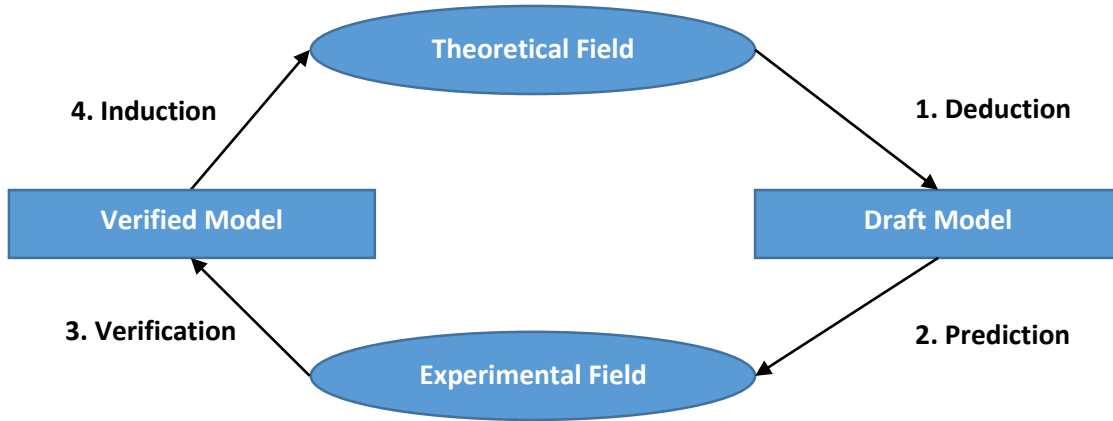 Theoretical Field
4. Induction
1. Deduction
Verified Model
Draft Model
3. Verification
2. Prediction
Experimental Field